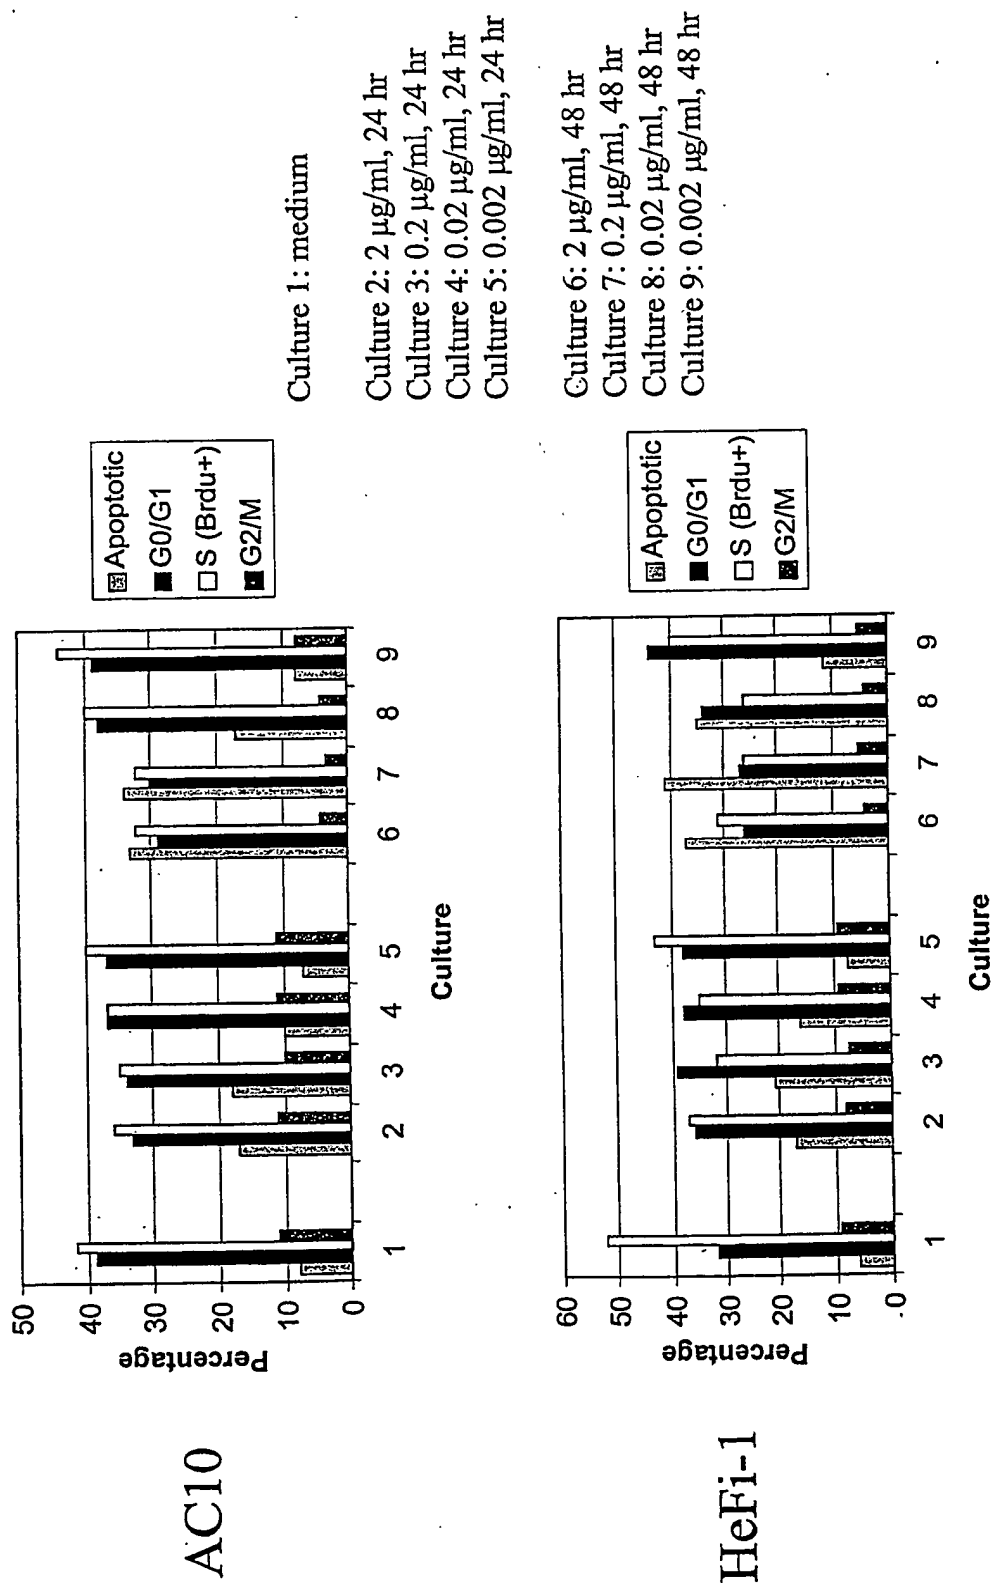 AC10
Percentage
50
40
30
20
10
0
1 2 3 4 5 6 7 8 9
Culture
Apoptotic
G0/G1
S (Brdu+)
G2/M
HeFi-1
Percentage
60
50
40
30
20
10
0
1 2 3 4 5 6 7 8 9
Culture
Apoptotic
G0/G1
S (Brdu+)
G2/M
Culture 1: medium
Culture 2: 2 µg/ml, 24 hr
Culture 3: 0.2 µg/ml, 24 hr
Culture 4: 0.02 µg/ml, 24 hr
Culture 5: 0.002 µg/ml, 24 hr
Culture 6: 2 µg/ml, 48 hr
Culture 7: 0.2 µg/ml, 48 hr
Culture 8: 0.02 µg/ml, 48 hr
Culture 9: 0.002 µg/ml, 48 hr